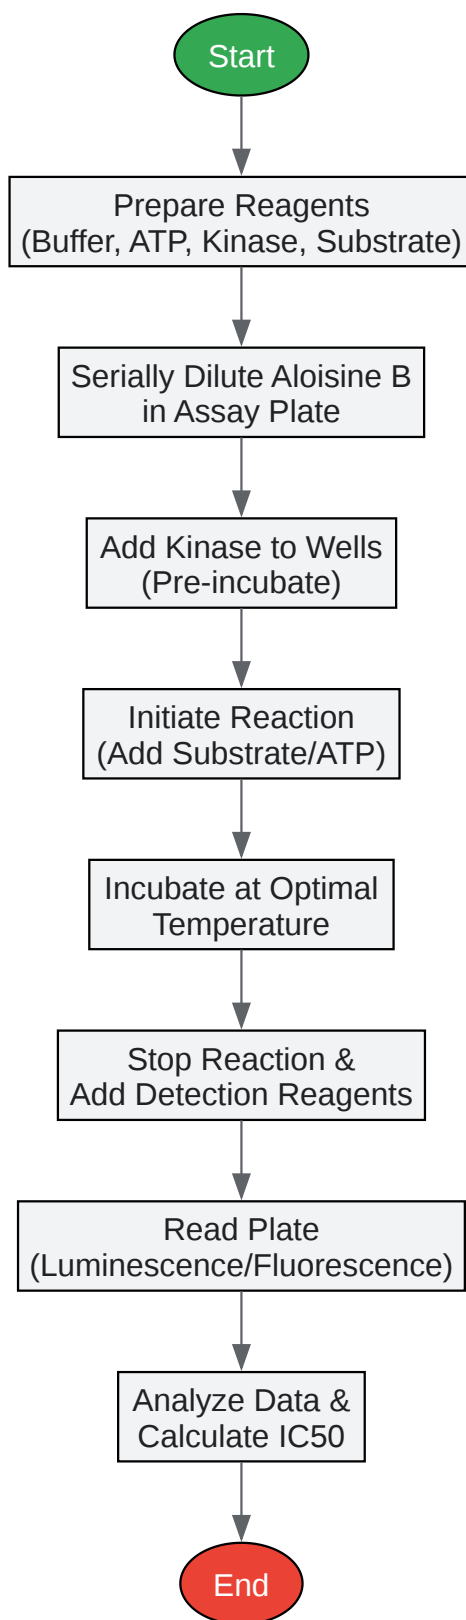 Start
Prepare Reagents
(Buffer, ATP, Kinase, Substrate)
Serially Dilute Aloisine B
in Assay Plate
Add Kinase to Wells
(Pre-incubate)
Initiate Reaction
(Add Substrate/ATP)
Incubate at Optimal
Temperature
Stop Reaction &
Add Detection Reagents
Read Plate
(Luminescence/Fluorescence)
Analyze Data &
Calculate IC50
End